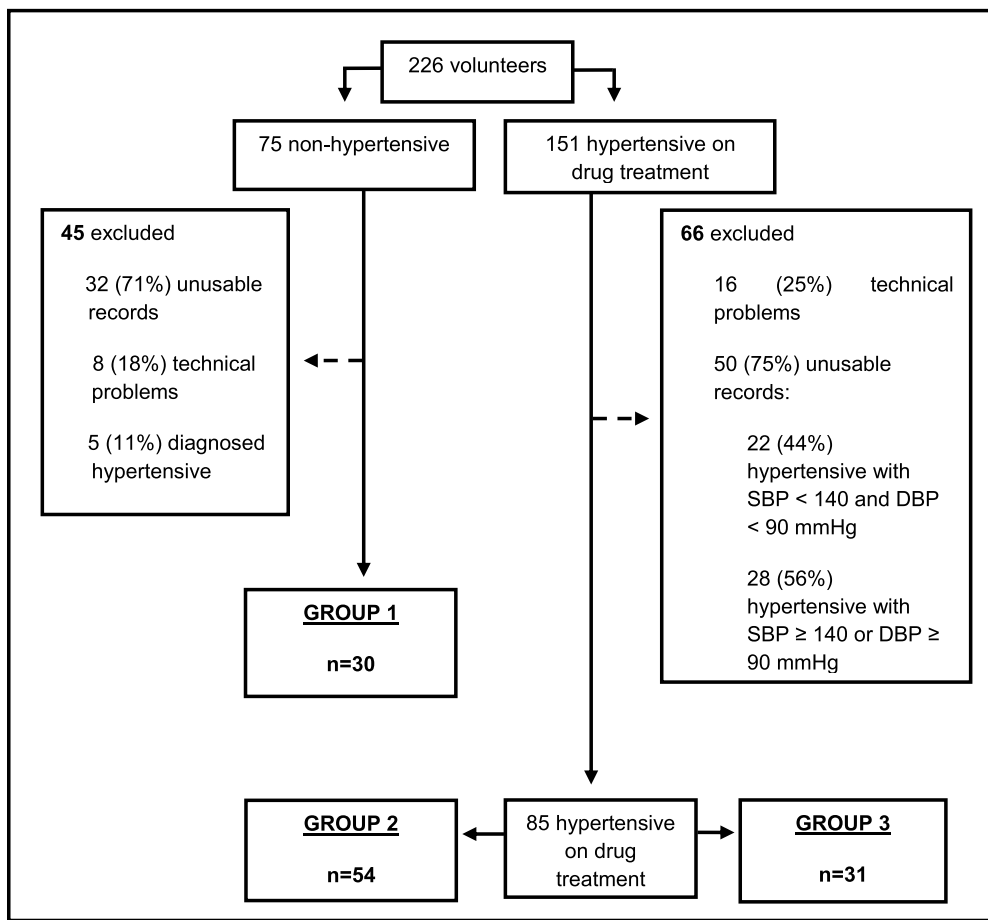 226 volunteers
75 non-hypertensive
151 hypertensive on
drug treatment
45 excluded
32 (71%) unusable
records
8 (18%) technical
problems
5 (11%) diagnosed
hypertensive
66 excluded
16 (25%) technical
problems
50 (75%) unusable
records:
22 (44%)
hypertensive with
SBP < 140 and DBP
< 90 mmHg
28 (56%)
hypertensive with
SBP ≥ 140 or DBP ≥
90 mmHg
GROUP 1
n=30
GROUP 2
n=54
85 hypertensive
on drug
treatment
GROUP 3
n=31